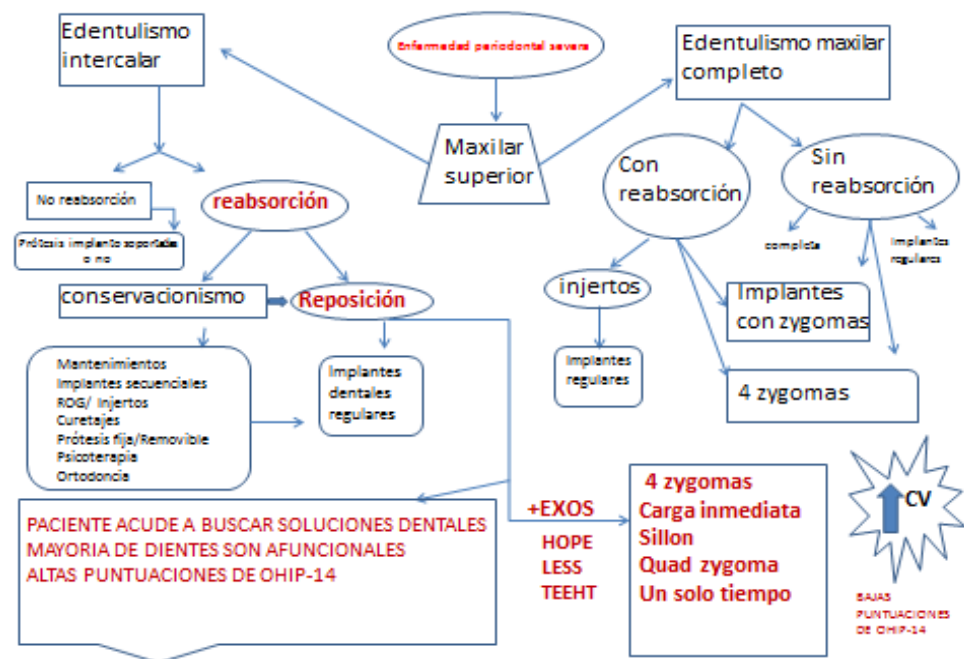 Edentulismo
intercalar
Enfermedad periodontal severa
Edentulismo maxilar
completo
Maxilar
superior
Con
reabsorción
Sin
reabsorción
No reabsorción
reabsorción
Prótesis implanto soportadas
o no
completa
Implantes
regulares
conservacionismo
Reposición
injertos
Implantes
con zygomas
Mantenimientos
Implantes secuenciales
ROG/ Injertos
Curetajes
Prótesis fija/Removible
Psicoterapia
Ortodoncia
Implantes
dentales
regulares
Implantes
regulares
4 zygomas
PACIENTE ACUDE A BUSCAR SOLUCIONES DENTALES
MAYORIA DE DIENTES SON AFUNCIONALES
ALTAS PUNTUACIONES DE OHIP-14
+EXOS
HOPE
LESS
TEEHT
4 zygomas
Carga inmediata
Sillon
Quad zygoma
Un solo tiempo
CV
BAJAS
PUNTUACIONES
DE OHIP-14